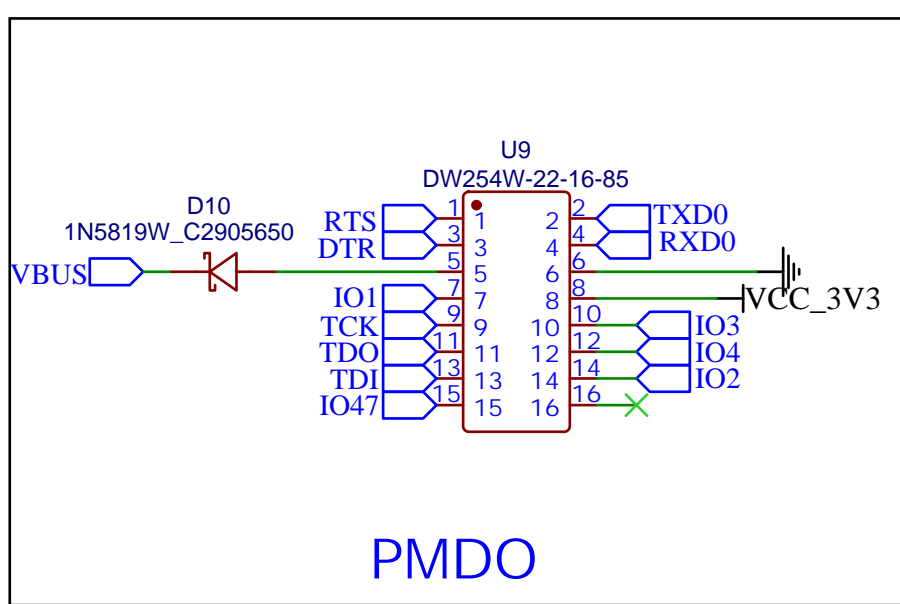 U9
DW254W-22-16-85
D10
1N5819W_C2905650
VBUS
RTS 1 1 2 2 TXD0
DTR 3 3 4 4 RXD0
5 5 6 6
IO1 7 7 8 8 VCC_3V3
TCK 9 9 10 10 IO3
TDO 11 11 12 12 IO4
TDI 13 13 14 14 IO2
IO47 15 15 16 16
PMDO